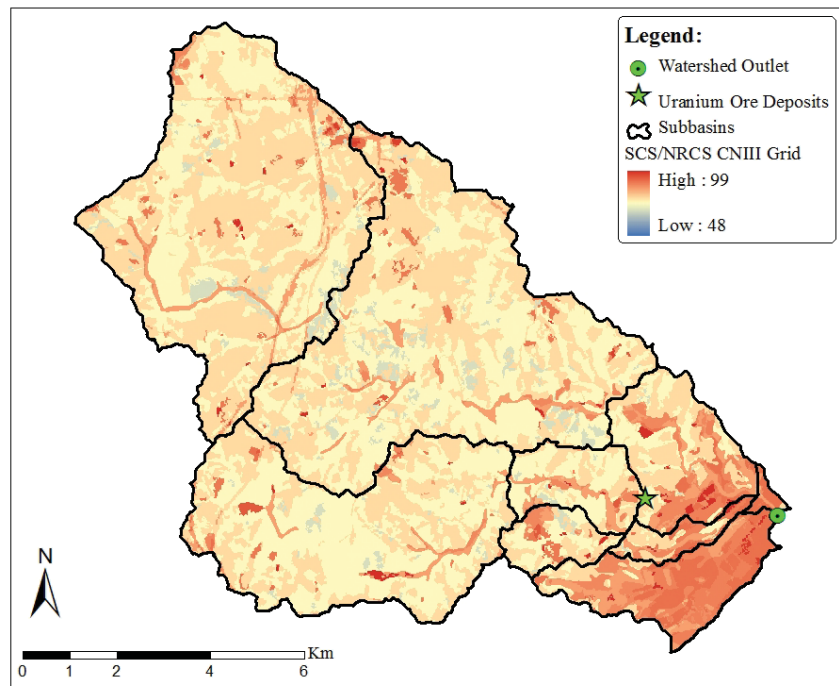 Legend:
Watershed Outlet
Uranium Ore Deposits
Subbasins
SCS/NRCS CNIII Grid
High : 99
Low : 48
N
Km
0 1 2 4 6